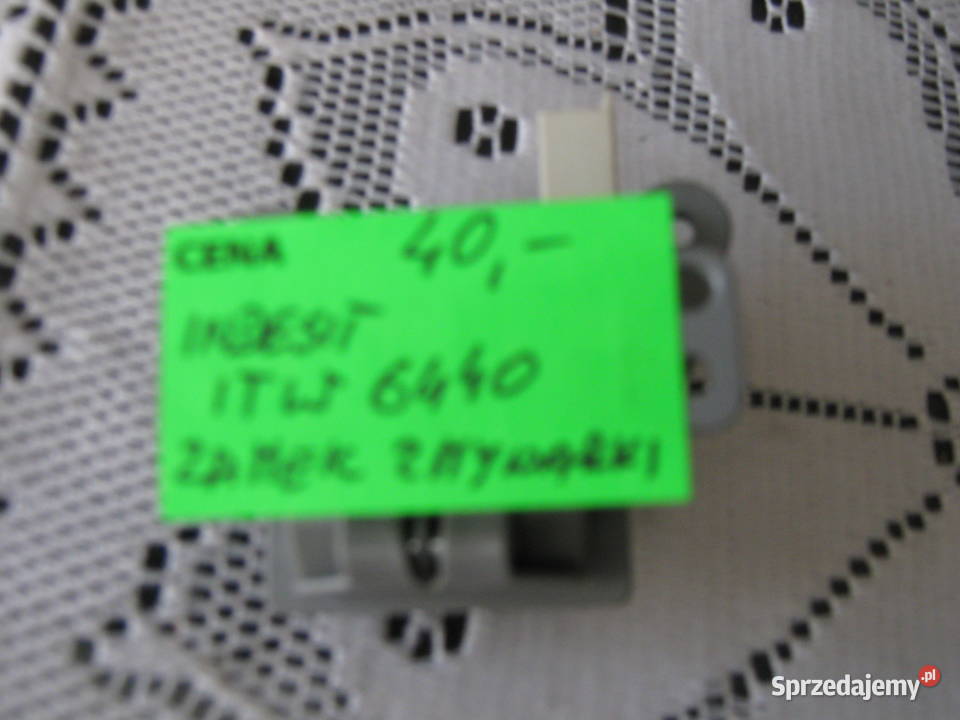 CENA 40,-
INDESIT
ITW 6440
ZAMEK ZMYWARKI
Sprzedajemy.pl